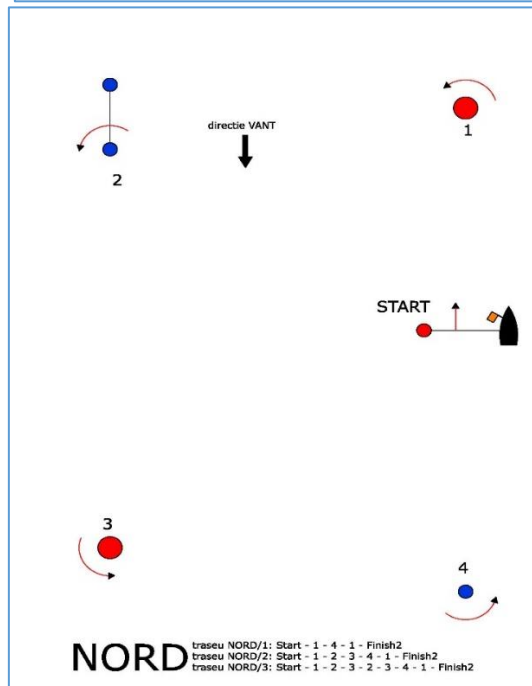 1
directie VANT
2
START
3
4
NORD
traseu NORD/1: Start - 1 - 4 - 1 - Finish2
traseu NORD/2: Start - 1 - 2 - 3 - 4 - 1 - Finish2
traseu NORD/3: Start - 1 - 2 - 3 - 2 - 3 - 4 - 1 - Finish2